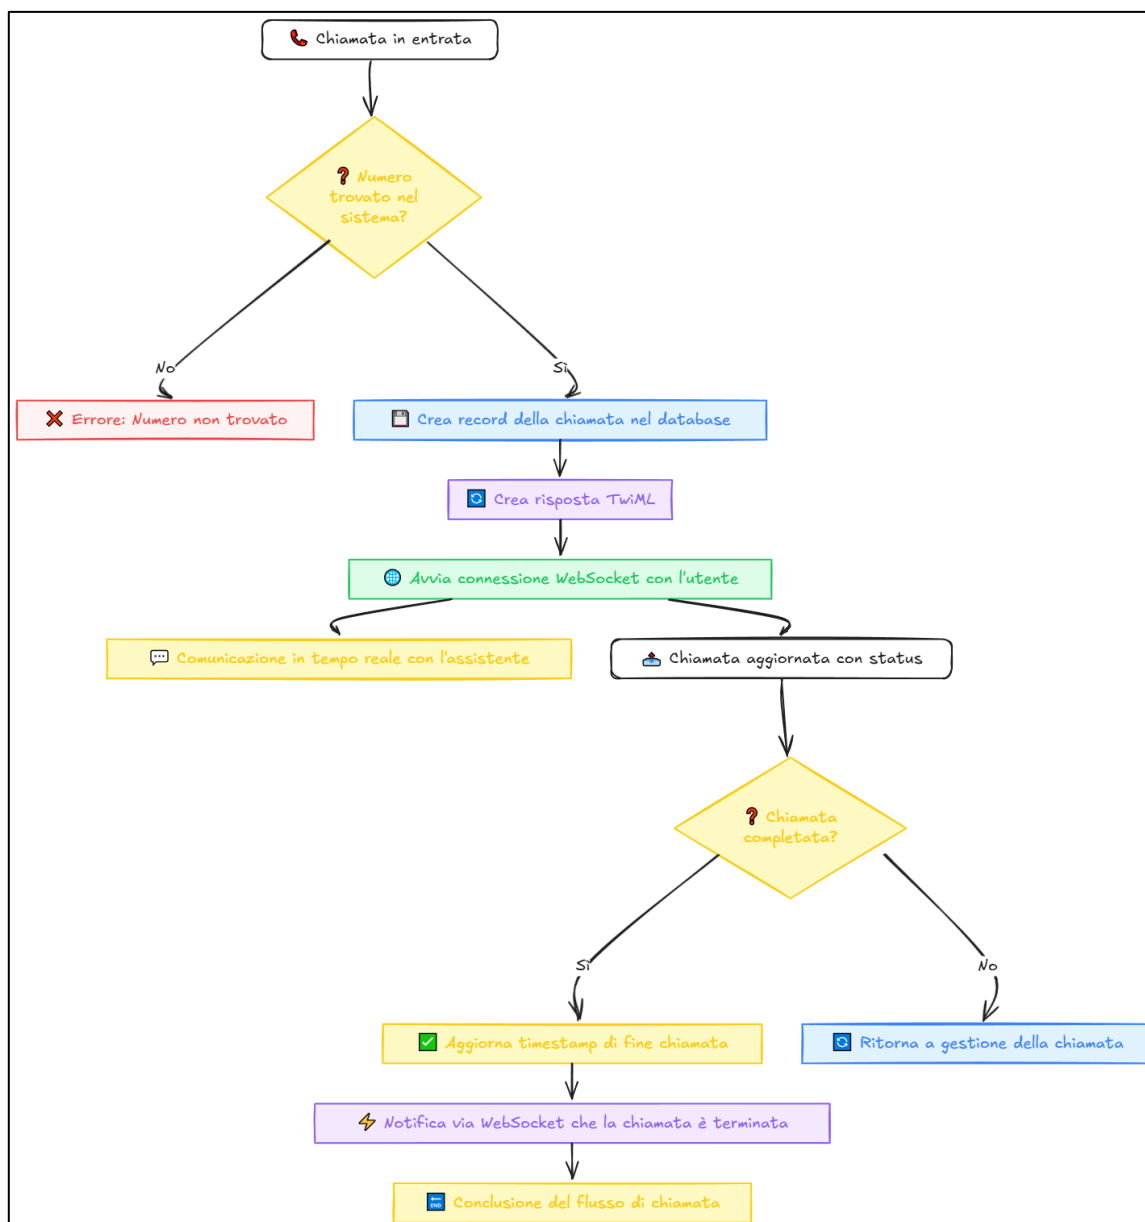 Chiamata in entrata
Numero
trovato nel
sistema?
No
Sì
Errore: Numero non trovato
Crea record della chiamata nel database
Crea risposta TwiML
Avvia connessione WebSocket con l'utente
Comunicazione in tempo reale con l'assistente
Chiamata aggiornata con status
Chiamata
completata?
Sì
No
Aggiorna timestamp di fine chiamata
Ritorna a gestione della chiamata
Notifica via WebSocket che la chiamata è terminata
END
Conclusione del flusso di chiamata